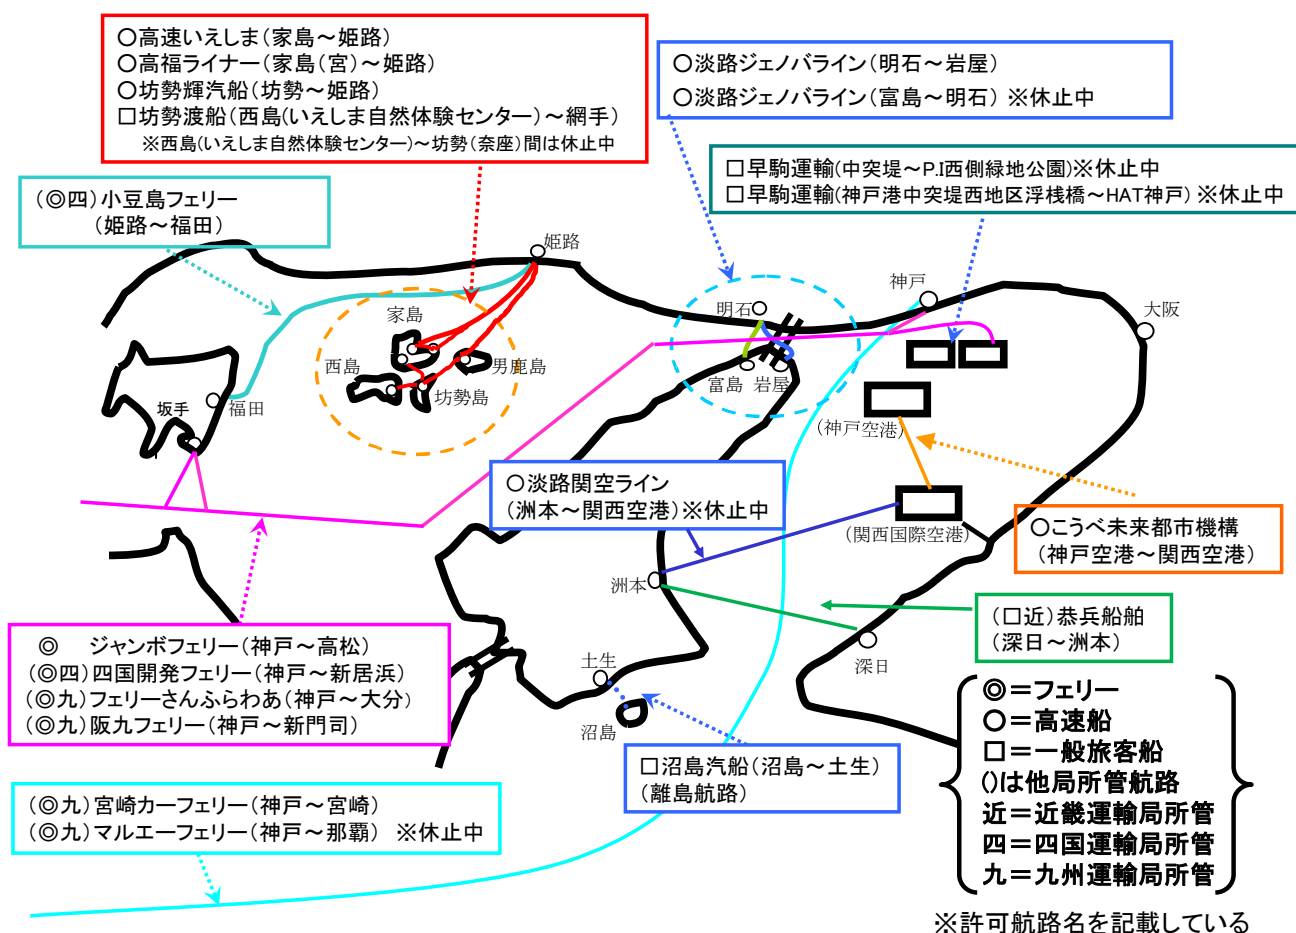 ○高速いえしま(家島～姫路)
○高福ライナー(家島(宮)～姫路)
○坊勢輝汽船(坊勢～姫路)
□坊勢渡船(西島(いえしま自然体験センター)～網手)
※西島(いえしま自然体験センター)～坊勢(奈座)間は休止中
○淡路ジェノバライン(明石～岩屋)
○淡路ジェノバライン(富島～明石) ※休止中
□早駒運輸(中突堤～P.I西側緑地公園)※休止中
□早駒運輸(神戸港中突堤西地区浮桟橋～HAT神戸) ※休止中
(◎四)小豆島フェリー
(姫路～福田)
姫路
神戸
大阪
明石
家島
西島
男鹿島
坊勢島
富島
岩屋
坂手
福田
(神戸空港)
○淡路関空ライン
(洲本～関西空港)※休止中
(関西国際空港)
○こうべ未来都市機構
(神戸空港～関西空港)
洲本
(□近)恭兵船舶
(深日～洲本)
深日
◎ ジャンボフェリー(神戸～高松)
(◎四)四国開発フェリー(神戸～新居浜)
(◎九)フェリーさんふらわあ(神戸～大分)
(◎九)阪九フェリー(神戸～新門司)
土生
沼島
□沼島汽船(沼島～土生)
(離島航路)
◎＝フェリー
○＝高速船
□＝一般旅客船
()は他局所管航路
近＝近畿運輸局所管
四＝四国運輸局所管
九＝九州運輸局所管
(◎九)宮崎カーフェリー(神戸～宮崎)
(◎九)マルエーフェリー(神戸～那覇) ※休止中
※許可航路名を記載している